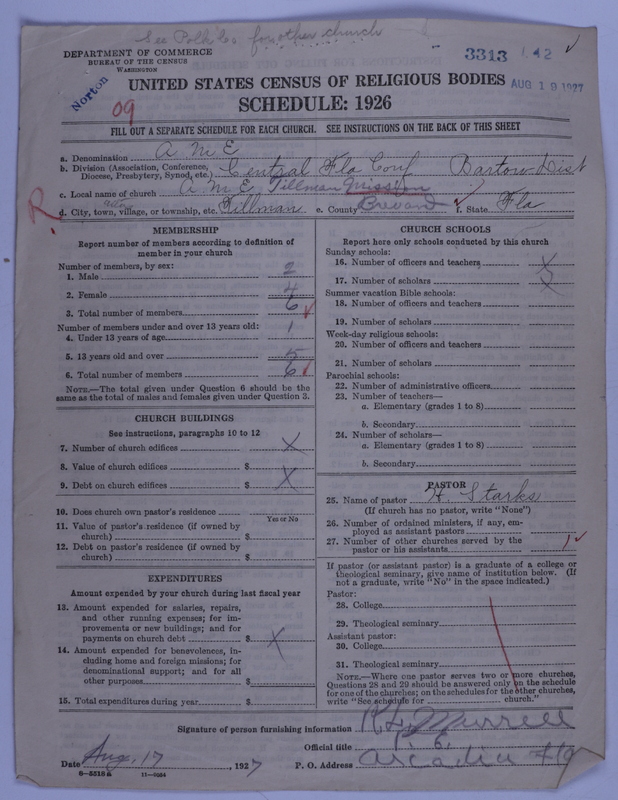 See Polk Co for other church
DEPARTMENT OF COMMERCE
BUREAU OF THE CENSUS
WASHINGTON
3313 142
Norton
UNITED STATES CENSUS OF RELIGIOUS BODIES
AUG 19 1927
09
SCHEDULE: 1926
FILL OUT A SEPARATE SCHEDULE FOR EACH CHURCH. SEE INSTRUCTIONS ON THE BACK OF THIS SHEET
a. Denomination A M E
b. Division (Association, Conference, Diocese, Presbytery, Synod, etc.) Central Fla Conf Bartow Dist
c. Local name of church A. M. E. Tillman Mission
R
d. City, town, village, or township, etc. Tillman e. County Brevard f. State Fla
MEMBERSHIP
Report number of members according to definition of
member in your church
Number of members, by sex:
1. Male 2
2. Female 4
3. Total number of members 6
Number of members under and over 13 years old:
4. Under 13 years of age 1
5. 13 years old and over 5
6. Total number of members 6
NOTE.—The total given under Question 6 should be the
same as the total of males and females given under Question 3.
CHURCH BUILDINGS
See instructions, paragraphs 10 to 12
7. Number of church edifices X
8. Value of church edifices $
9. Debt on church edifices $ X
10. Does church own pastor's residence
Yes or No
11. Value of pastor's residence (if owned by
church) $
12. Debt on pastor's residence (if owned by
church) $
EXPENDITURES
Amount expended by your church during last fiscal year
13. Amount expended for salaries, repairs,
and other running expenses; for im-
provements or new buildings; and for
payments on church debt $ X
14. Amount expended for benevolences, in-
cluding home and foreign missions; for
denominational support; and for all
other purposes $
15. Total expenditures during year $
CHURCH SCHOOLS
Report here only schools conducted by this church
Sunday schools:
16. Number of officers and teachers X
17. Number of scholars
Summer vacation Bible schools:
18. Number of officers and teachers
19. Number of scholars
Week-day religious schools:
20. Number of officers and teachers
21. Number of scholars
Parochial schools:
22. Number of administrative officers
23. Number of teachers—
a. Elementary (grades 1 to 8)
b. Secondary
24. Number of scholars—
a. Elementary (grades 1 to 8)
b. Secondary
PASTOR
25. Name of pastor H. Starks
(If church has no pastor, write "None")
26. Number of ordained ministers, if any, em-
ployed as assistant pastors
27. Number of other churches served by the
pastor or his assistants 1
If pastor (or assistant pastor) is a graduate of a college or
theological seminary, give name of institution below. (If
not a graduate, write "No" in the space indicated.)
Pastor:
28. College
29. Theological seminary
Assistant pastor:
30. College
31. Theological seminary
NOTE.—Where one pastor serves two or more churches,
Questions 28 and 29 should be answered only on the schedule
for one of the churches; on the schedules for the other churches,
write "See schedule for church."
Signature of person furnishing information R. L. Murrell
Official title P. E.
Date Aug. 17, 1927 P. O. Address Arcadia Fla
6-5516a 11-9034